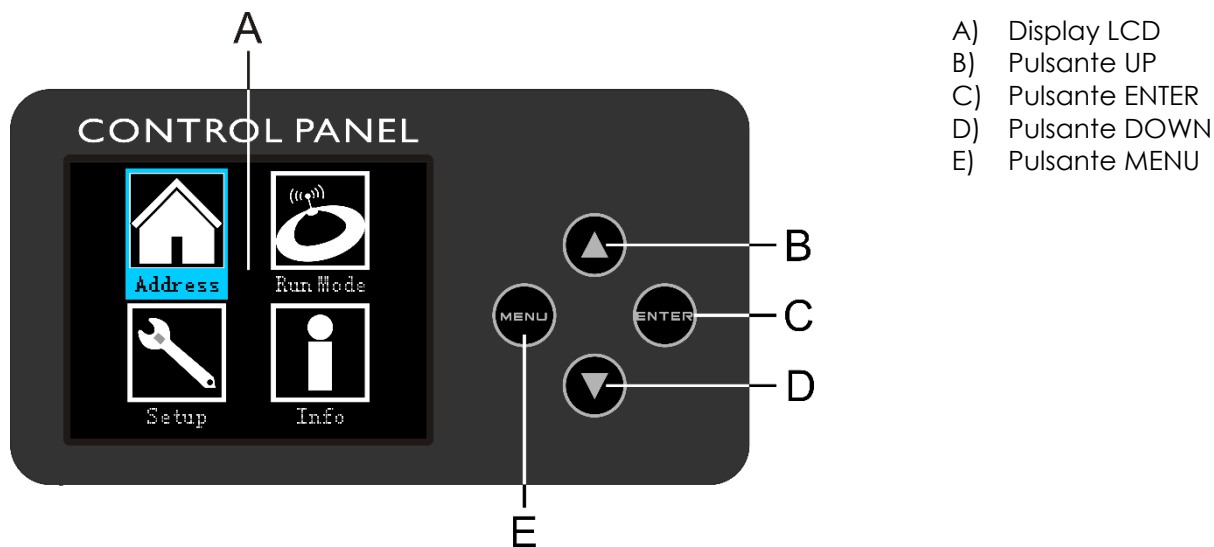 A
A) Display LCD
B) Pulsante UP
C) Pulsante ENTER
D) Pulsante DOWN
E) Pulsante MENU
CONTROL PANEL
Address Run Mode
Setup Info
MENU
ENTER
B
C
D
E